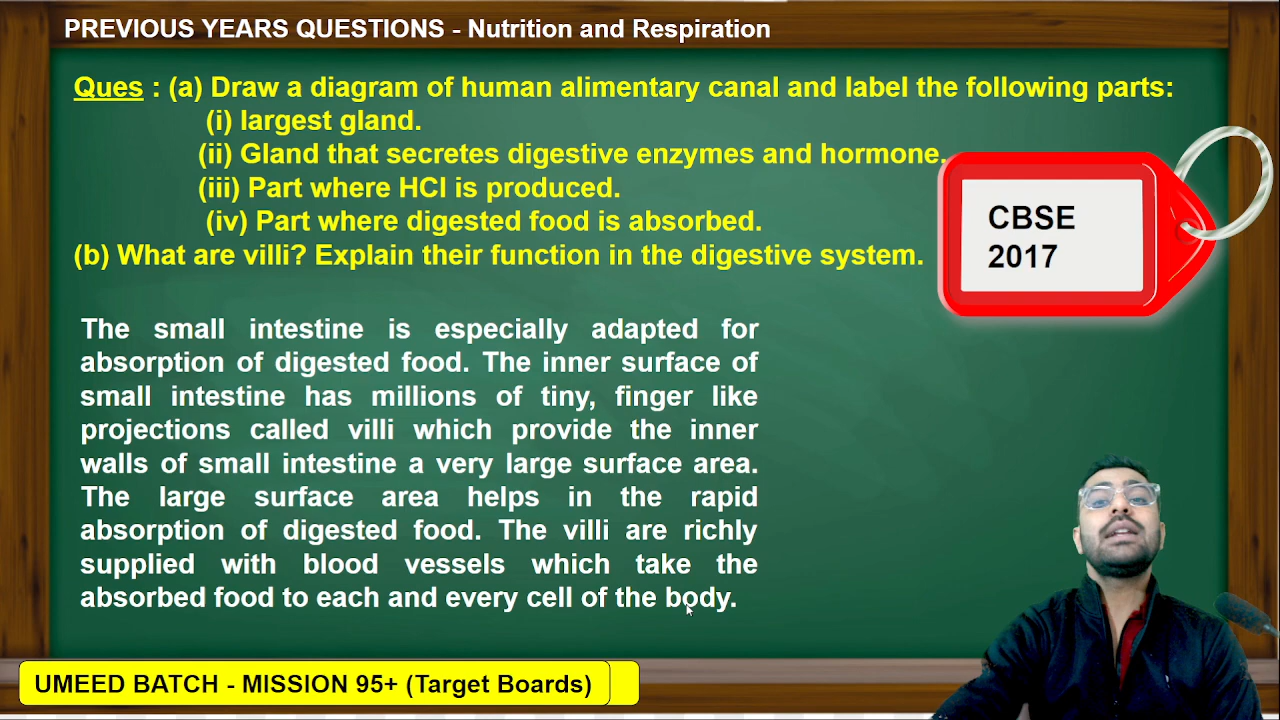 PREVIOUS YEARS QUESTIONS - Nutrition and Respiration
Ques : (a) Draw a diagram of human alimentary canal and label the following parts:
(i) largest gland.
(ii) Gland that secretes digestive enzymes and hormone.
(iii) Part where HCl is produced.
(iv) Part where digested food is absorbed.
(b) What are villi? Explain their function in the digestive system.
CBSE
2017
The small intestine is especially adapted for
absorption of digested food. The inner surface of
small intestine has millions of tiny, finger like
projections called villi which provide the inner
walls of small intestine a very large surface area.
The large surface area helps in the rapid
absorption of digested food. The villi are richly
supplied with blood vessels which take the
absorbed food to each and every cell of the body.
UMEED BATCH - MISSION 95+ (Target Boards)